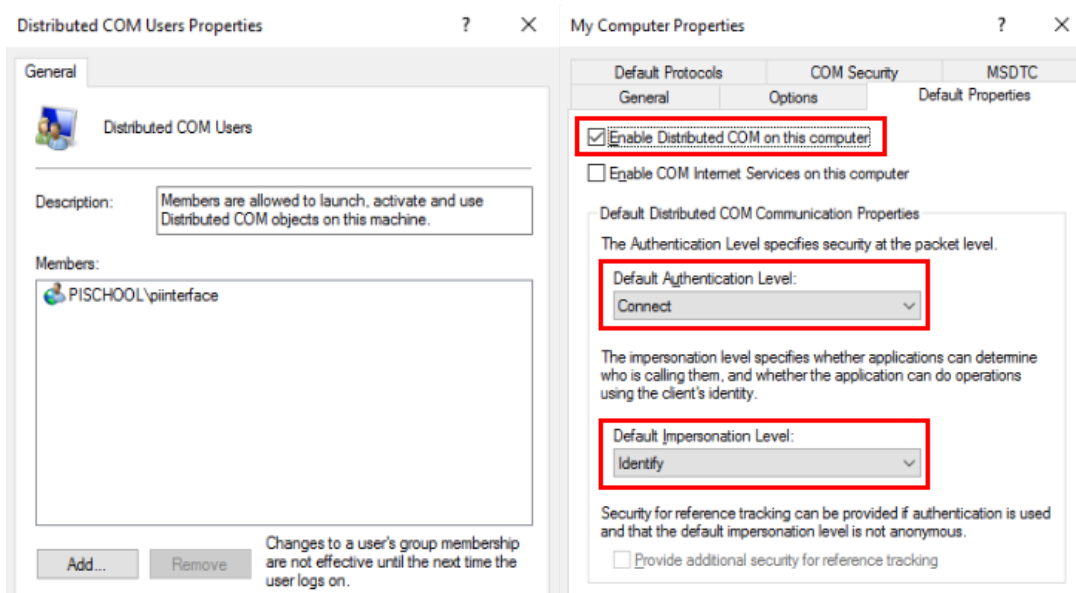 Distributed COM Users Properties
?
General
Distributed COM Users
Description:
Members are allowed to launch, activate and use
Distributed COM objects on this machine.
Members:
PISCHOOL\piinterface
Add...
Remove
Changes to a user's group membership
are not effective until the next time the
user logs on.
My Computer Properties
?
Default Protocols
COM Security
MSDTC
General
Options
Default Properties
Enable Distributed COM on this computer
Enable COM Internet Services on this computer
Default Distributed COM Communication Properties
The Authentication Level specifies security at the packet level.
Default Authentication Level:
Connect
The impersonation level specifies whether applications can determine
who is calling them, and whether the application can do operations
using the client's identity.
Default Impersonation Level:
Identify
Security for reference tracking can be provided if authentication is used
and that the default impersonation level is not anonymous.
Provide additional security for reference tracking